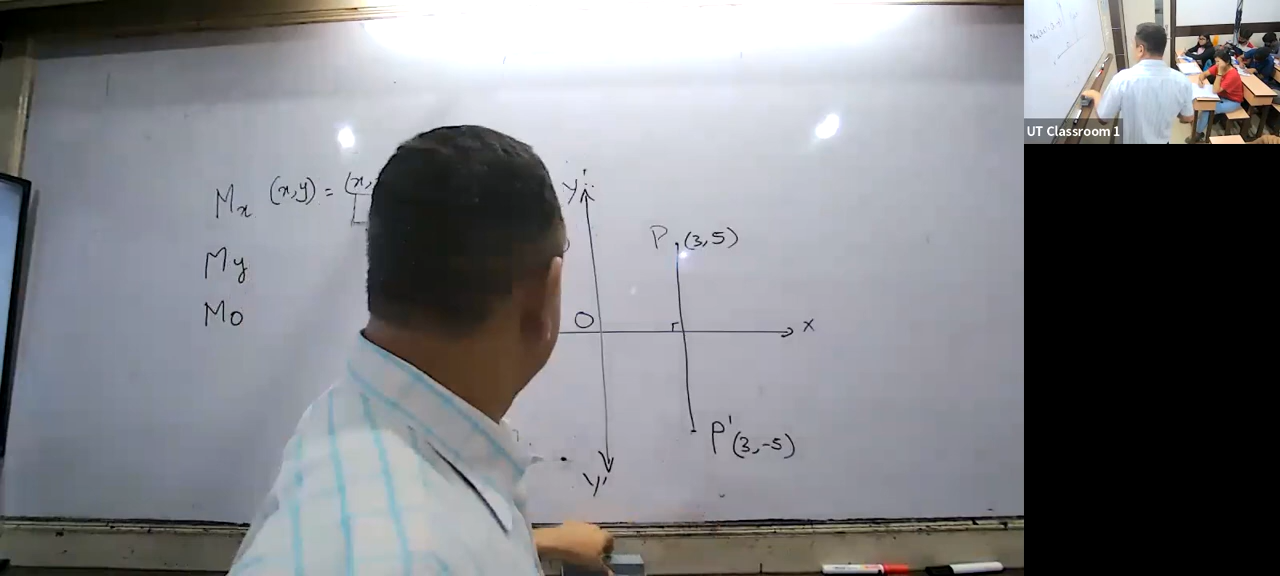 Mx (x,y) = (x,
My
Mo
y'
P (3,5)
O
x
P' (3,-5)
y'
UT Classroom 1